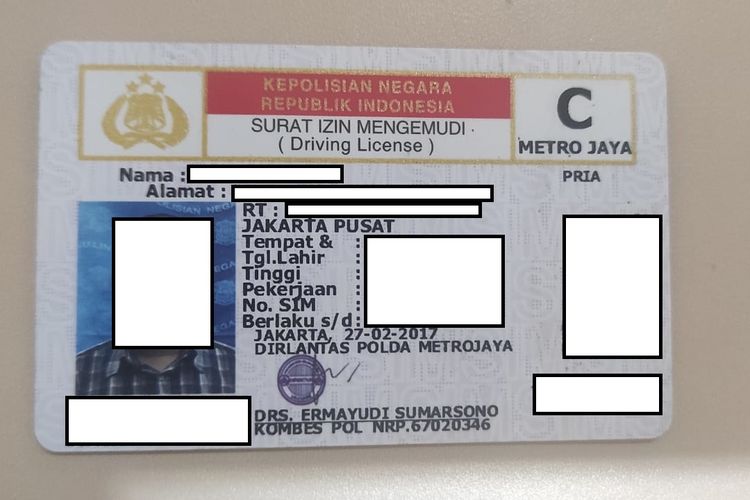 KEPOLISIAN NEGARA
REPUBLIK INDONESIA
SURAT IZIN MENGEMUDI
( Driving License )
C
METRO JAYA
Nama :
PRIA
Alamat :
RT :
JAKARTA PUSAT
Tempat & :
Tgl.Lahir
Tinggi :
Pekerjaan :
No. SIM :
Berlaku s/d :
JAKARTA, 27-02-2017
DIRLANTAS POLDA METROJAYA
DRS. ERMAYUDI SUMARSONO
KOMBES POL NRP.67020346